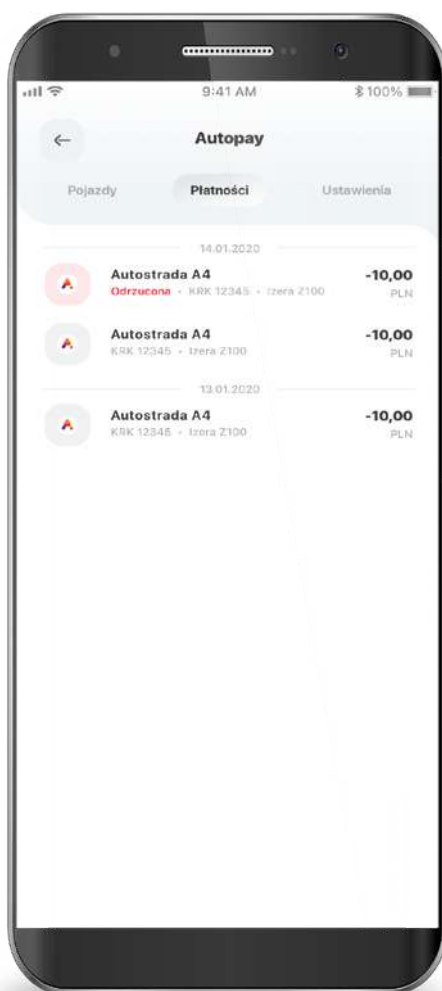 9:41 AM
100%
Autopay
Pojazdy
Płatności
Ustawienia
14.01.2020
Autostrada A4
-10,00
Odrzucona • KRK 12345 • Izera Z100
PLN
Autostrada A4
-10,00
KRK 12345 • Izera Z100
PLN
13.01.2020
Autostrada A4
-10,00
KRK 12345 • Izera Z100
PLN